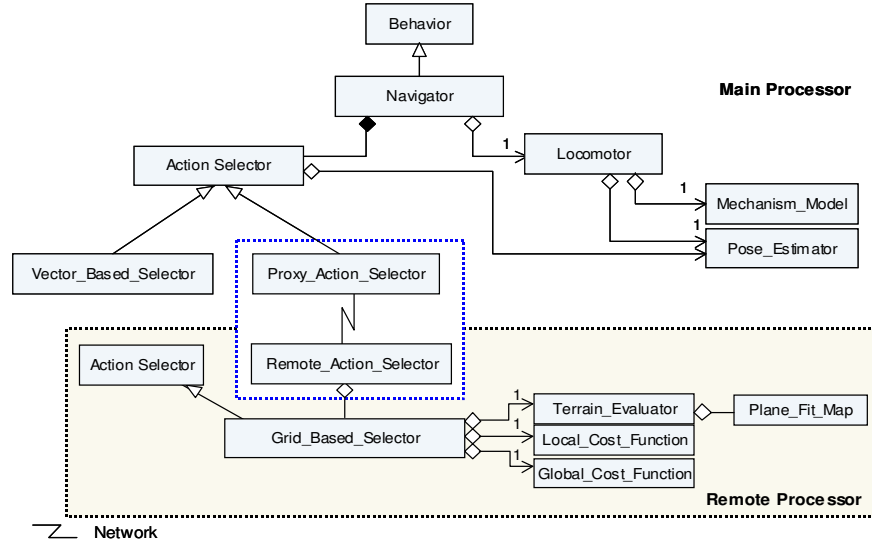 Behavior
Navigator
Main Processor
1
Action Selector
Locomotor
1
Mechanism_Model
1
Pose_Estimator
Vector_Based_Selector
Proxy_Action_Selector
Action Selector
Remote_Action_Selector
1
Terrain_Evaluator
Plane_Fit_Map
1
Grid_Based_Selector
Local_Cost_Function
1
Global_Cost_Function
Remote Processor
Network